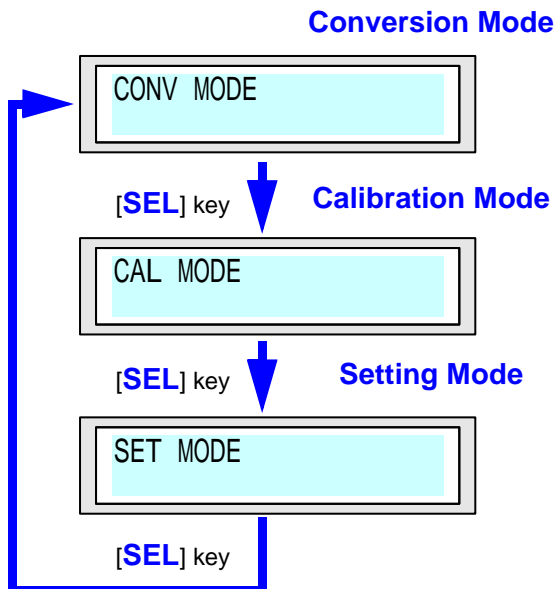 Conversion Mode
CONV MODE
[SEL] key
Calibration Mode
CAL MODE
[SEL] key
Setting Mode
SET MODE
[SEL] key